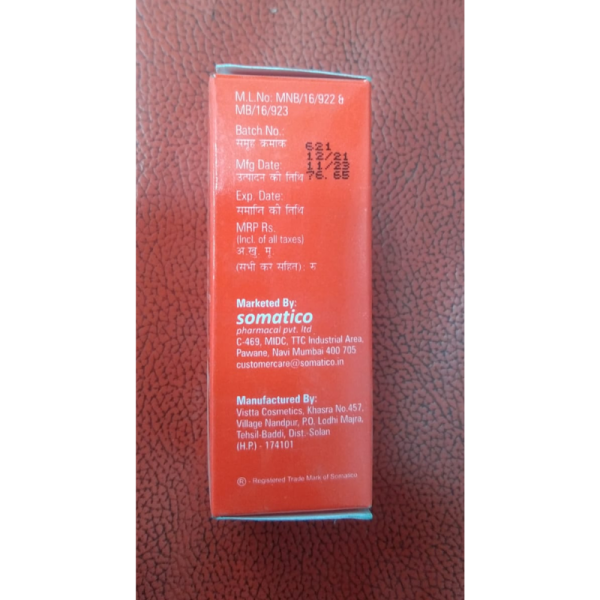 M.L.No: MNB/16/922 &
MB/16/923
Batch No.:
समूह क्रमांक 621
12/21
Mfg Date: 11/23
उत्पादन की तिथि 76.65
Exp. Date:
समाप्ति की तिथि
MRP Rs.
(Incl. of all taxes)
अ. खु. मू.
(सभी कर सहित): रु
Marketed By:
somatico
pharmacal pvt. ltd
C-469, MIDC, TTC Industrial Area,
Pawane, Navi Mumbai 400 705
customercare@somatico.in
Manufactured By:
Vistta Cosmetics, Khasra No.457,
Village Nandpur, P.O. Lodhi Majra,
Tehsil-Baddi, Dist:-Solan
(H.P.) - 174101
® - Registered Trade Mark of Somatico